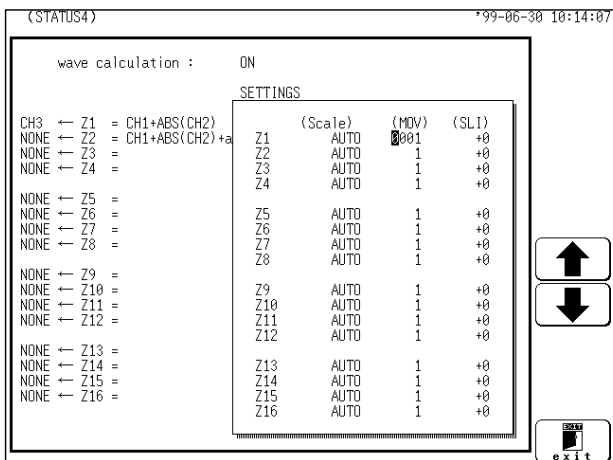 (STATUS4) '99-06-30 10:14:07
wave calculation : ON
SETTINGS
(Scale) (MOV) (SLI)
CH3 ← Z1 = CH1+ABS(CH2) Z1 AUTO 0001 +0
NONE ← Z2 = CH1+ABS(CH2)+a Z2 AUTO 1 +0
NONE ← Z3 = Z3 AUTO 1 +0
NONE ← Z4 = Z4 AUTO 1 +0
NONE ← Z5 = Z5 AUTO 1 +0
NONE ← Z6 = Z6 AUTO 1 +0
NONE ← Z7 = Z7 AUTO 1 +0
NONE ← Z8 = Z8 AUTO 1 +0
NONE ← Z9 = Z9 AUTO 1 +0
NONE ← Z10 = Z10 AUTO 1 +0
NONE ← Z11 = Z11 AUTO 1 +0
NONE ← Z12 = Z12 AUTO 1 +0
NONE ← Z13 = Z13 AUTO 1 +0
NONE ← Z14 = Z14 AUTO 1 +0
NONE ← Z15 = Z15 AUTO 1 +0
NONE ← Z16 = Z16 AUTO 1 +0
EXIT
exit